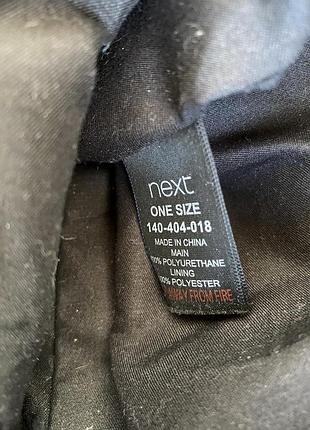 next
ONE SIZE
140-404-018
MADE IN CHINA
MAIN
100% POLYURETHANE
LINING
100% POLYESTER
AWAY FROM FIRE